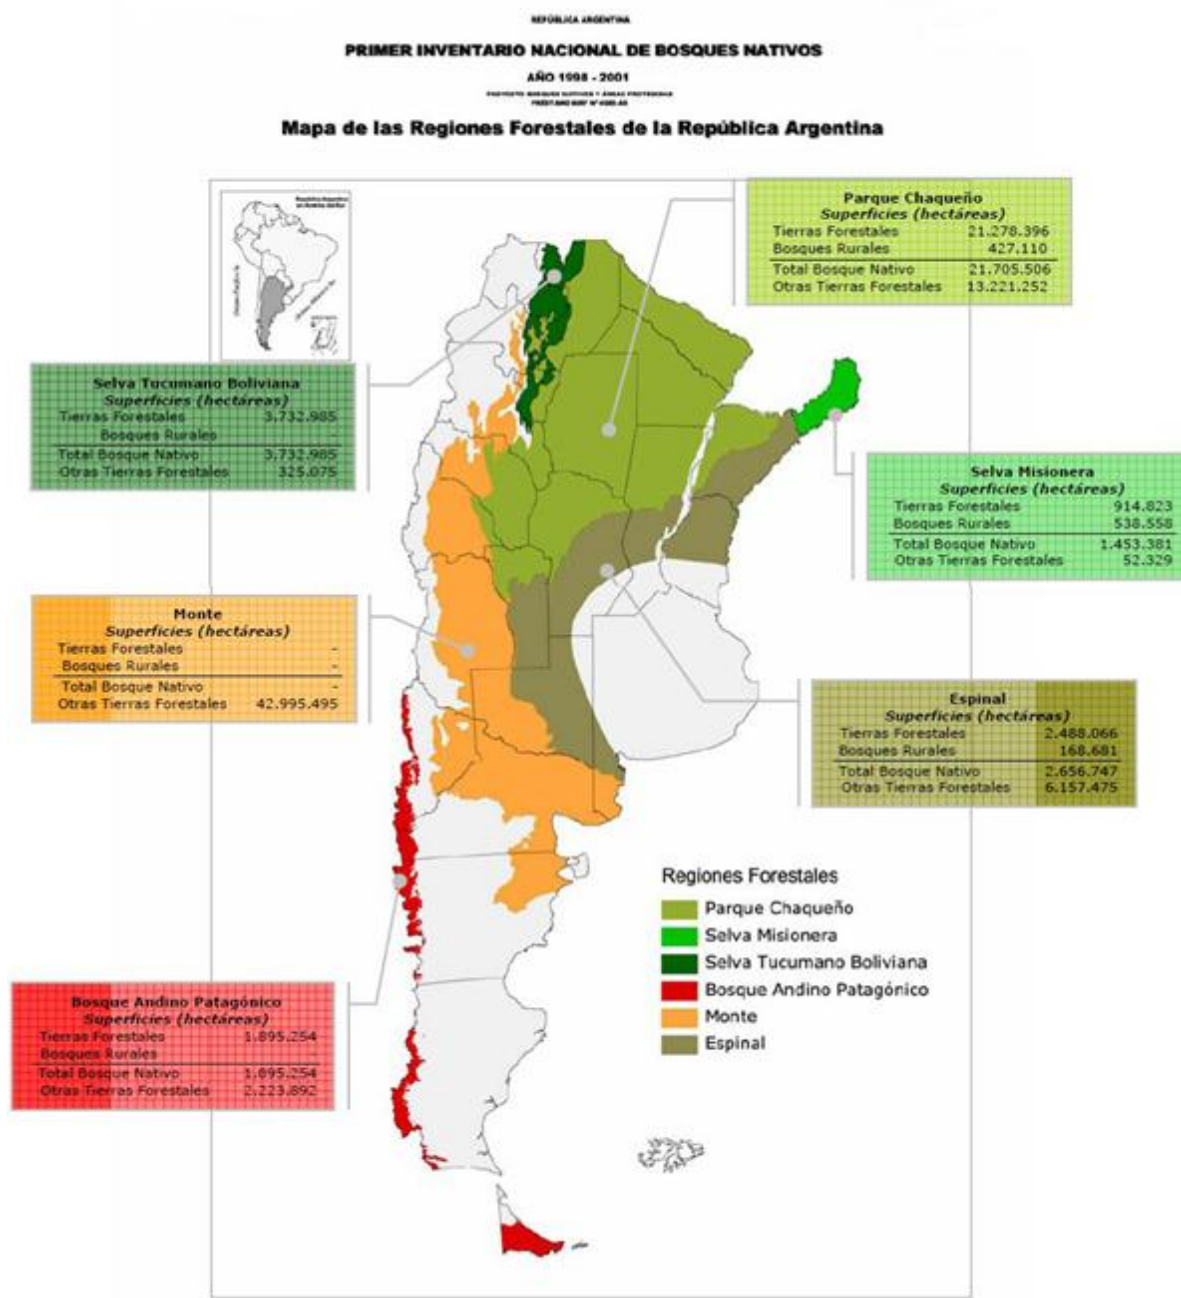 REPÚBLICA ARGENTINA
PRIMER INVENTARIO NACIONAL DE BOSQUES NATIVOS
AÑO 1998 - 2001
PROYECTO BOSQUES NATIVOS Y ÁREAS PROTEGIDAS
Mapa de las Regiones Forestales de la República Argentina
Parque Chaqueño
Superficies (hectáreas)
Tierras Forestales 21.278.396
Bosques Rurales 427.110
Total Bosque Nativo 21.705.506
Otras Tierras Forestales 13.221.252
Selva Tucumano Boliviana
Superficies (hectáreas)
Tierras Forestales 3.732.985
Bosques Rurales -
Total Bosque Nativo 3.732.985
Otras Tierras Forestales 325.075
Selva Misionera
Superficies (hectáreas)
Tierras Forestales 914.823
Bosques Rurales 538.558
Total Bosque Nativo 1.453.381
Otras Tierras Forestales 52.329
Monte
Superficies (hectáreas)
Tierras Forestales -
Bosques Rurales -
Total Bosque Nativo -
Otras Tierras Forestales 42.995.495
Espinal
Superficies (hectáreas)
Tierras Forestales 2.488.066
Bosques Rurales 168.681
Total Bosque Nativo 2.656.747
Otras Tierras Forestales 6.157.475
Regiones Forestales
Parque Chaqueño
Selva Misionera
Selva Tucumano Boliviana
Bosque Andino Patagónico
Monte
Espinal
Bosque Andino Patagónico
Superficies (hectáreas)
Tierras Forestales 1.895.254
Bosques Rurales -
Total Bosque Nativo 1.895.254
Otras Tierras Forestales 2.223.892